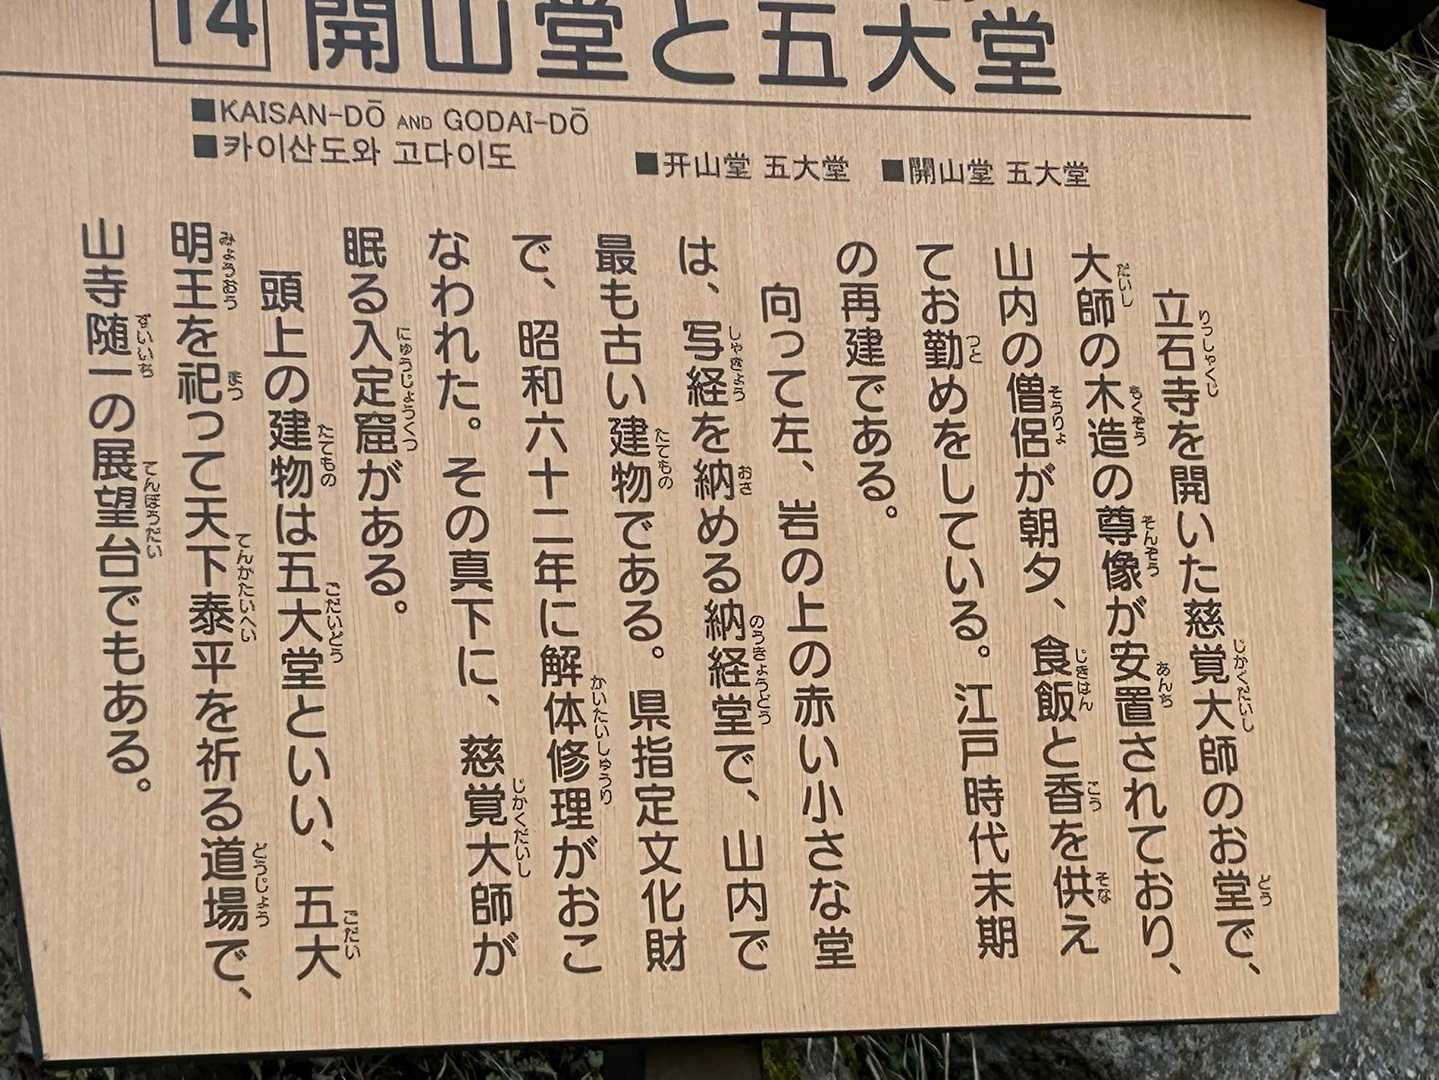 14 開山堂と五大堂
■KAISAN-DŌ AND GODAI-DŌ
■카이산도와 고다이도 ■开山堂 五大堂 ■開山堂 五大堂
立石寺を開いた慈覚大師のお堂で、
大師の木造の尊像が安置されており、
山内の僧侶が朝夕、食飯と香を供え
てお勤めをしている。江戸時代末期
の再建である。
向って左、岩の上の赤い小さな堂
は、写経を納める納経堂で、山内で
最も古い建物である。県指定文化財
で、昭和六十二年に解体修理がおこ
なわれた。その真下に、慈覚大師が
眠る入定窟がある。
頭上の建物は五大堂といい、五大
明王を祀って天下泰平を祈る道場で、
山寺随一の展望台でもある。